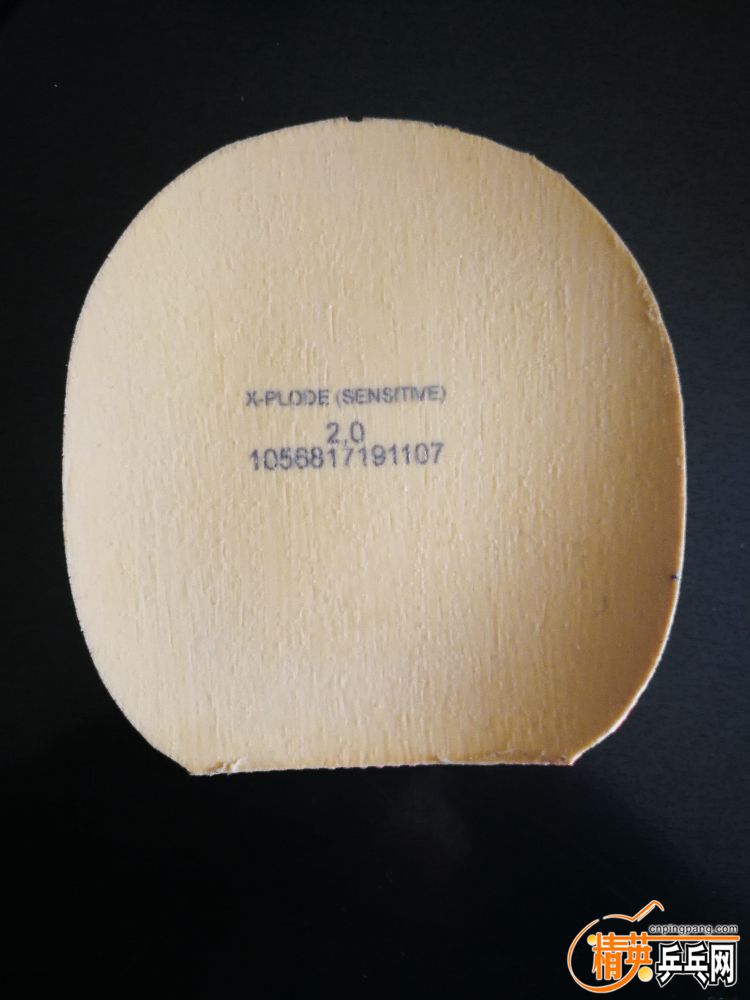 X-PLODE (SENSITIVE)
2,0
1056817191107
cnpingpang.com
精英乒乓网